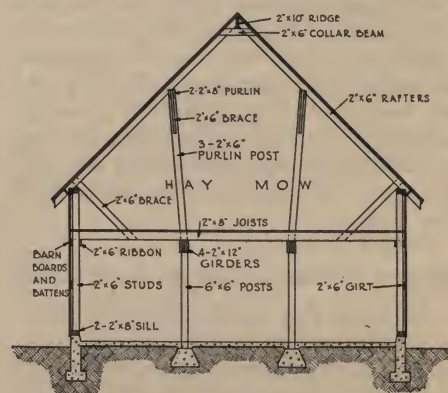 2"x10" RIDGE
2"x6" COLLAR BEAM
2-2"x8" PURLIN
2"x6" BRACE
2"x6" RAFTERS
3-2"x6"
PURLIN POST
HAY MOW
2"x6" BRACE
2"x8" JOISTS
BARN
BOARDS
AND
BATTENS
2"x6" RIBBON
4-2"x12"
GIRDERS
2"x6" STUDS
6"x6" POSTS
2"x6" GIRT
2-2"x8" SILL